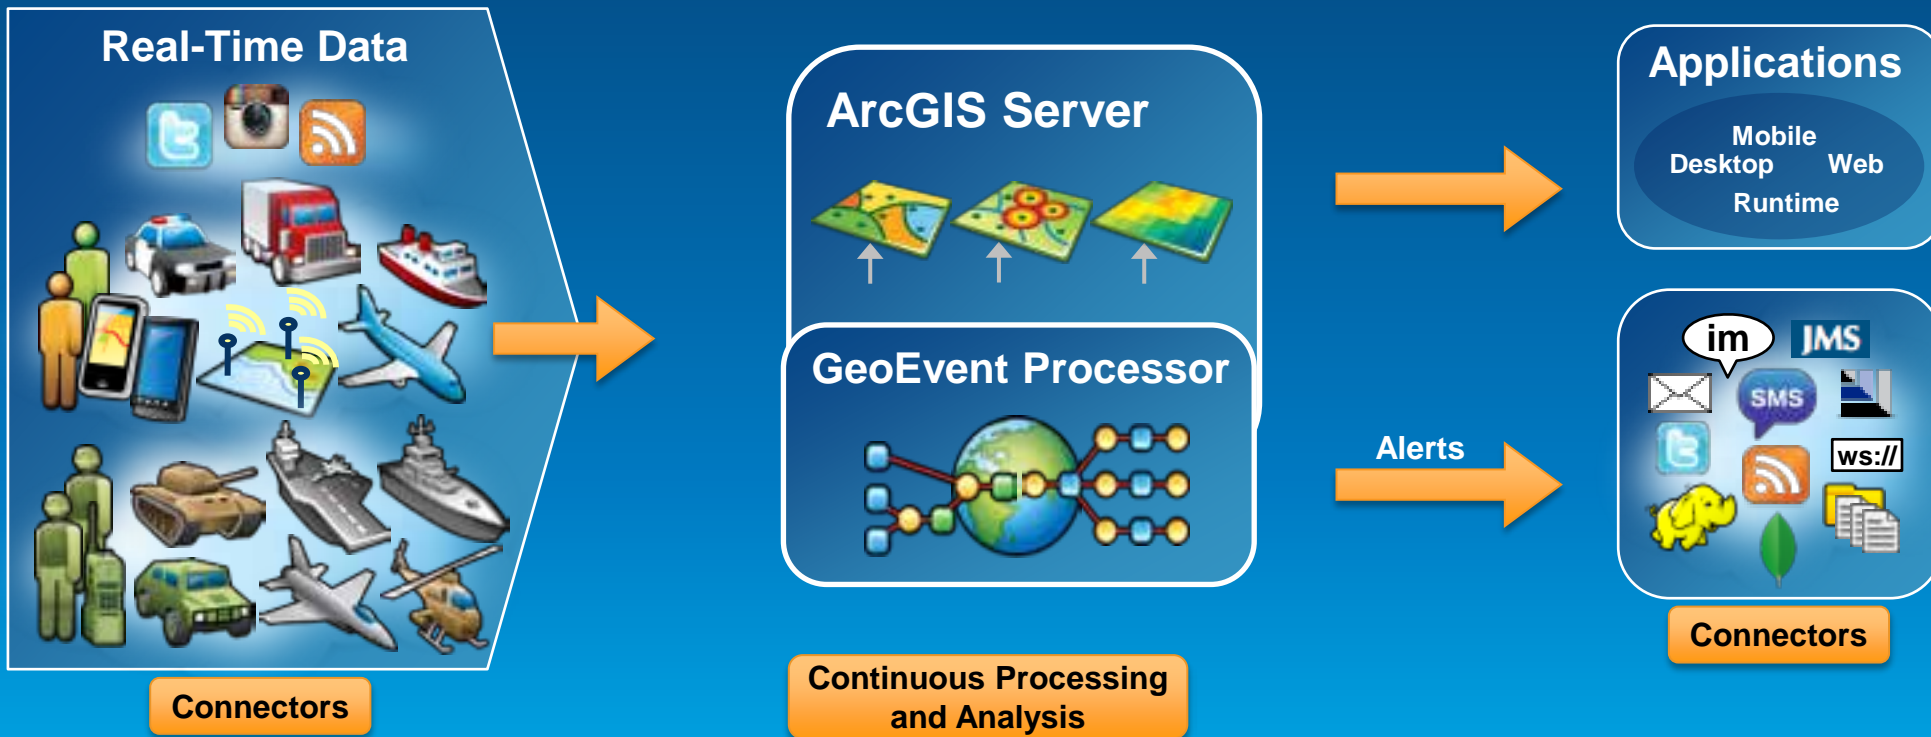 Real-Time Data
ArcGIS Server
GeoEvent Processor
Applications
Mobile
Desktop Web
Runtime
Alerts
im
JMS
SMS
ws://
Connectors
Continuous Processing
and Analysis
Connectors